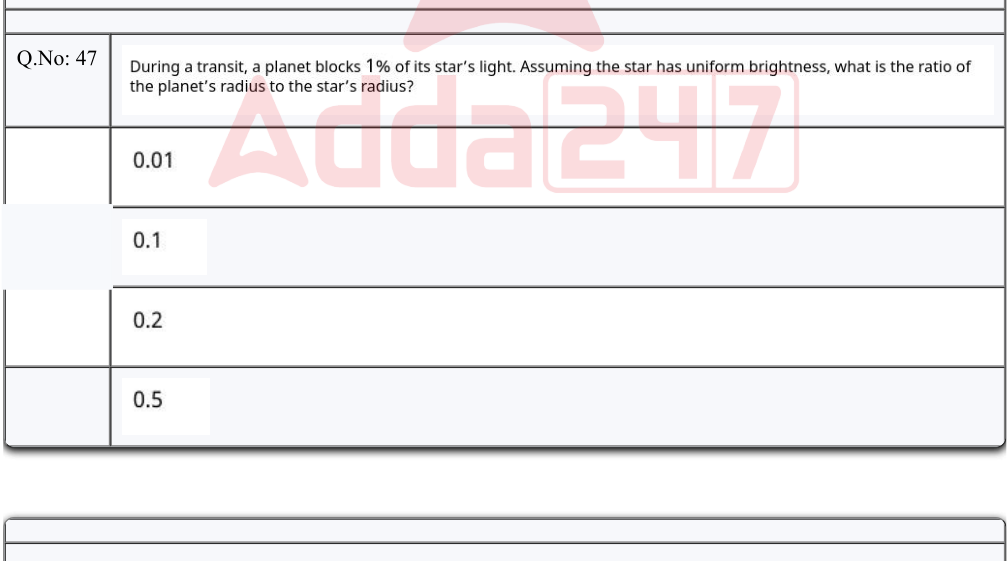 Q.No: 47
During a transit, a planet blocks 1% of its star’s light. Assuming the star has uniform brightness, what is the ratio of
the planet’s radius to the star’s radius?
Adda247
0.01
0.1
0.2
0.5